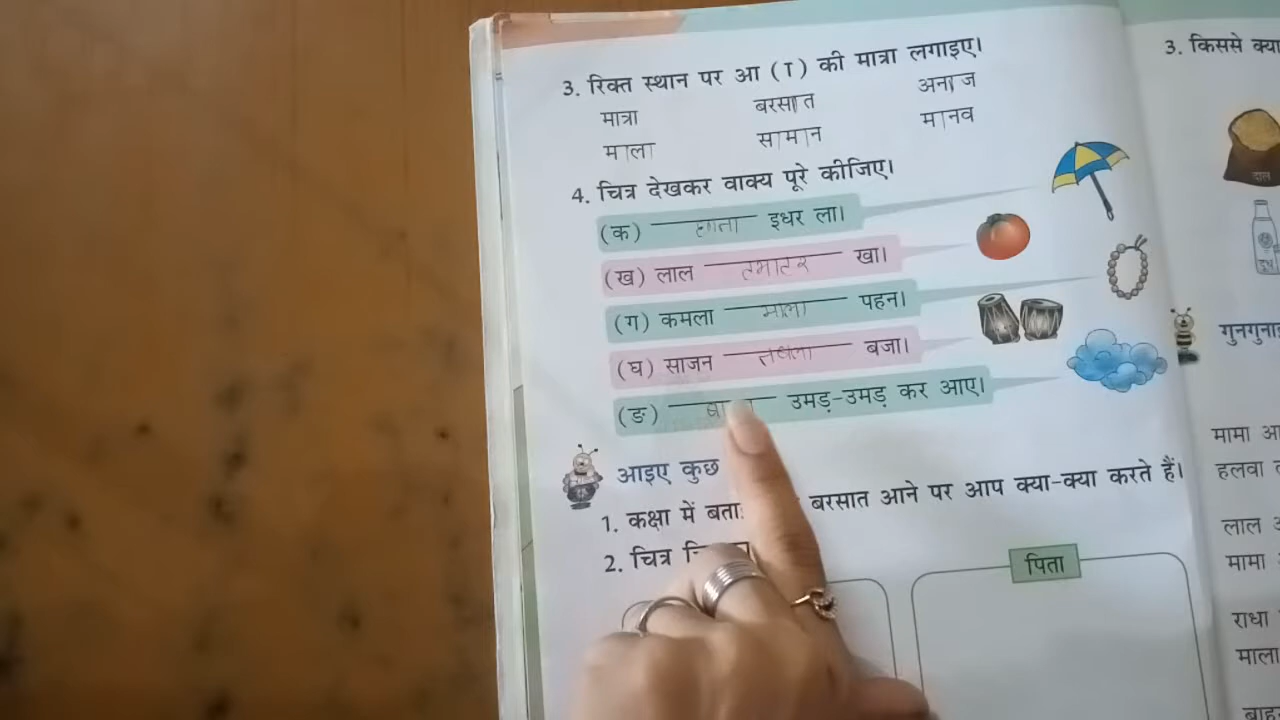 3. रिक्त स्थान पर आ (ा) की मात्रा लगाइए।
मात्रा बरसात अनाज
माला सामान मानव
4. चित्र देखकर वाक्य पूरे कीजिए।
(क) इधर ला।
(ख) लाल टमाटर खा।
(ग) कमला माला पहन।
(घ) साजन तबला बजा।
(ङ) उमड़-उमड़ कर आए।
आइए कुछ
1. कक्षा में बरसात आने पर आप क्या-क्या करते हैं।
2. चित्र
पिता
3. किससे क्या
दाल
दूध
गुनगुना
मामा
हलवा
लाल
मामा
राधा
माला